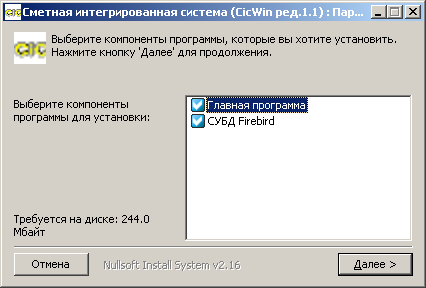 Сметная интегрированная система (CicWin ред.1.1) : Пар...
cic
Выберите компоненты программы, которые вы хотите установить.
Нажмите кнопку 'Далее' для продолжения.
Выберите компоненты
программы для установки:
Главная программа
СУБД Firebird
Требуется на диске: 244.0
Мбайт
Отмена
Nullsoft Install System v2.16
Далее >